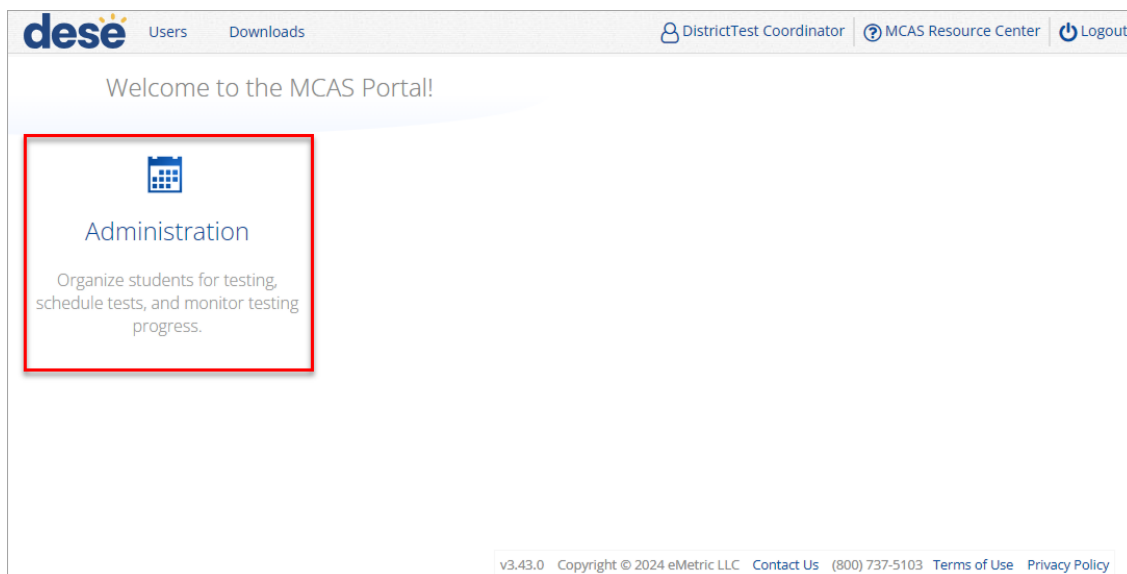 dese Users Downloads DistrictTest Coordinator ? MCAS Resource Center Logout
Welcome to the MCAS Portal!
Administration
Organize students for testing,
schedule tests, and monitor testing
progress.
v3.43.0 Copyright © 2024 eMetric LLC Contact Us (800) 737-5103 Terms of Use Privacy Policy